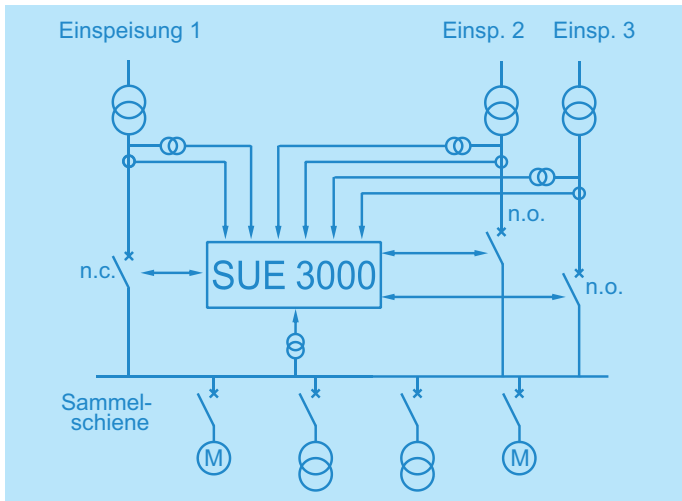 Einspeisung 1
Einsp. 2
Einsp. 3
n.o.
n.c.
SUE 3000
n.o.
Sammel-
schiene
M
M